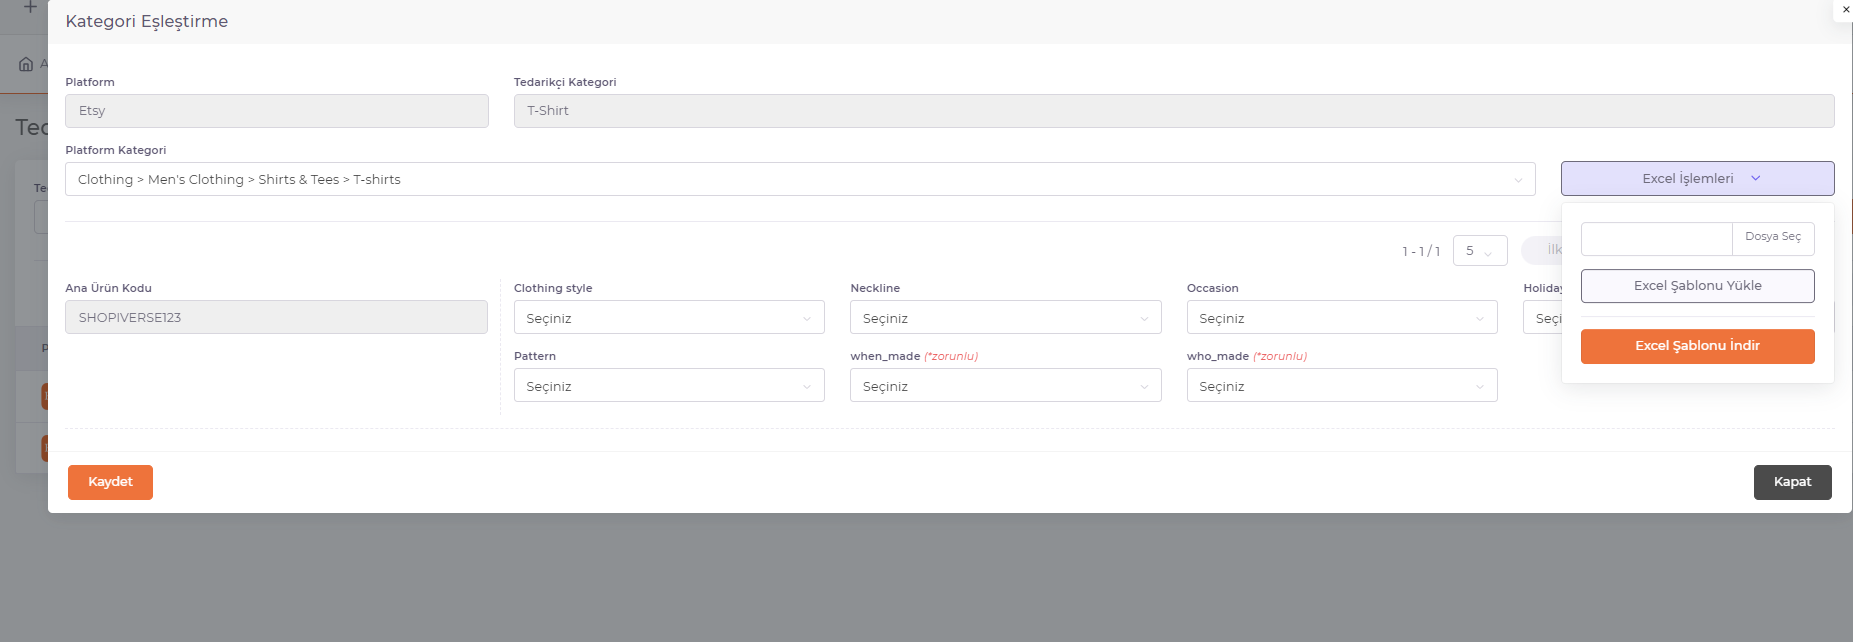 Kategori Eşleştirme
×
Platform
Tedarikçi Kategori
Etsy
T-Shirt
Platform Kategori
Clothing > Men's Clothing > Shirts & Tees > T-shirts
Excel İşlemleri
Dosya Seç
1 - 1 / 1
5
İlk
Excel Şablonu Yükle
Excel Şablonu İndir
Ana Ürün Kodu
Clothing style
Neckline
Occasion
Holiday
SHOPIVERSE123
Seçiniz
Seçiniz
Seçiniz
Seçi
Pattern
when_made (*zorunlu)
who_made (*zorunlu)
Seçiniz
Seçiniz
Seçiniz
Kaydet
Kapat
A
Ted
Te
P